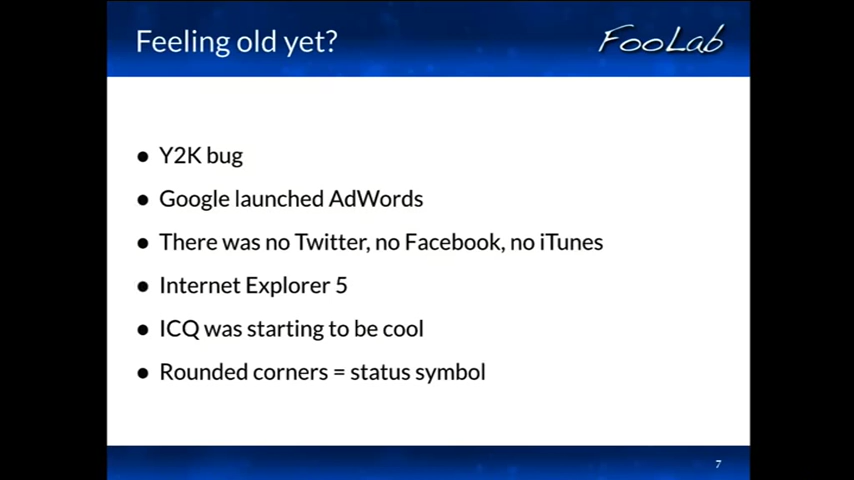 Feeling old yet?
FooLab
● Y2K bug
● Google launched AdWords
● There was no Twitter, no Facebook, no iTunes
● Internet Explorer 5
● ICQ was starting to be cool
● Rounded corners = status symbol
7